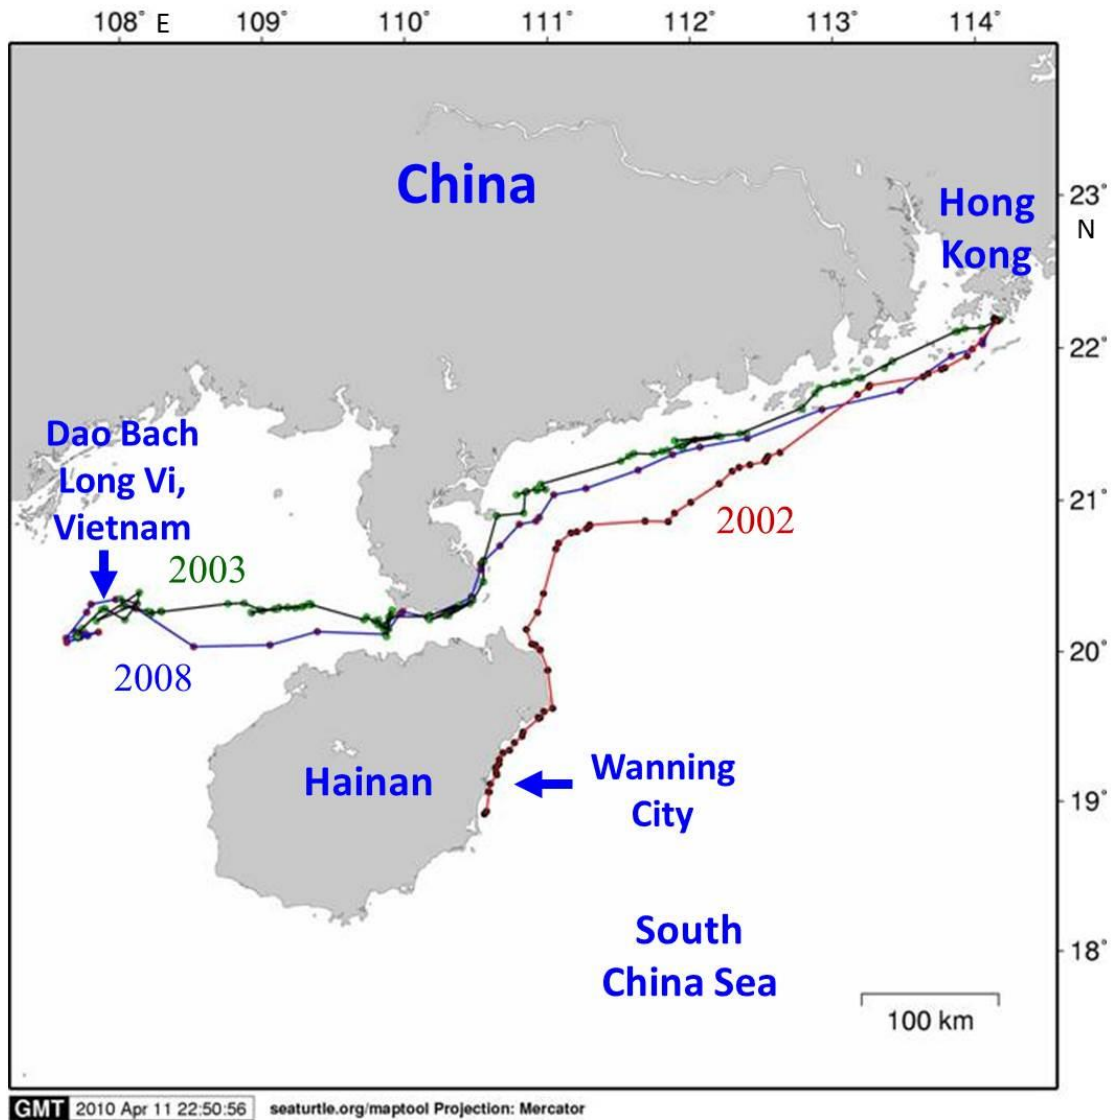 108° E 109° 110° 111° 112° 113° 114°
China
23°
N
Hong
Kong
22°
Dao Bach
Long Vi,
Vietnam
21°
2002
2003
20°
2008
Hainan
Wanning
City
19°
South
China Sea
18°
100 km
GMT 2010 Apr 11 22:50:56 seaturtle.org/maptool Projection: Mercator